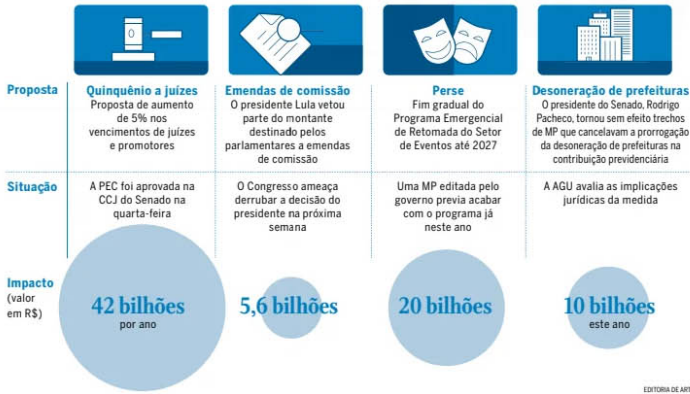 Proposta
Quinquênio a juízes
Proposta de aumento
de 5% nos
vencimentos de juízes
e promotores
Emendas de comissão
O presidente Lula vetou
parte do montante
destinado pelos
parlamentares a emendas
de comissão
Perse
Fim gradual do
Programa Emergencial
de Retomada do Setor
de Eventos até 2027
Desoneração de prefeituras
O presidente do Senado, Rodrigo
Pacheco, tornou sem efeito trechos
de MP que cancelavam a prorrogação
da desoneração de prefeituras na
contribuição previdenciária
Situação
A PEC foi aprovada na
CCJ do Senado na
quarta-feira
O Congresso ameaça
derrubar a decisão do
presidente na próxima
semana
Uma MP editada pelo
governo previa acabar
com o programa já
neste ano
A AGU avalia as implicações
jurídicas da medida
Impacto
(valor
em R$)
42 bilhões
por ano
5,6 bilhões
20 bilhões
10 bilhões
este ano
EDITORIA DE ART